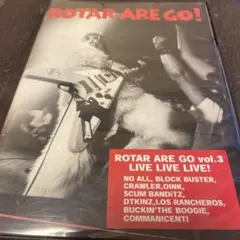 ROTAR ARE GO!
ROTAR ARE GO vol.3
LIVE LIVE LIVE!
NO ALL, BLOCK BUSTER,
CRAWLER,OINK,
SCUM BANDiTZ,
DTKINZ,LOS RANCHEROS,
BUCKIN'THE BOOGIE,
COMMANICENT!